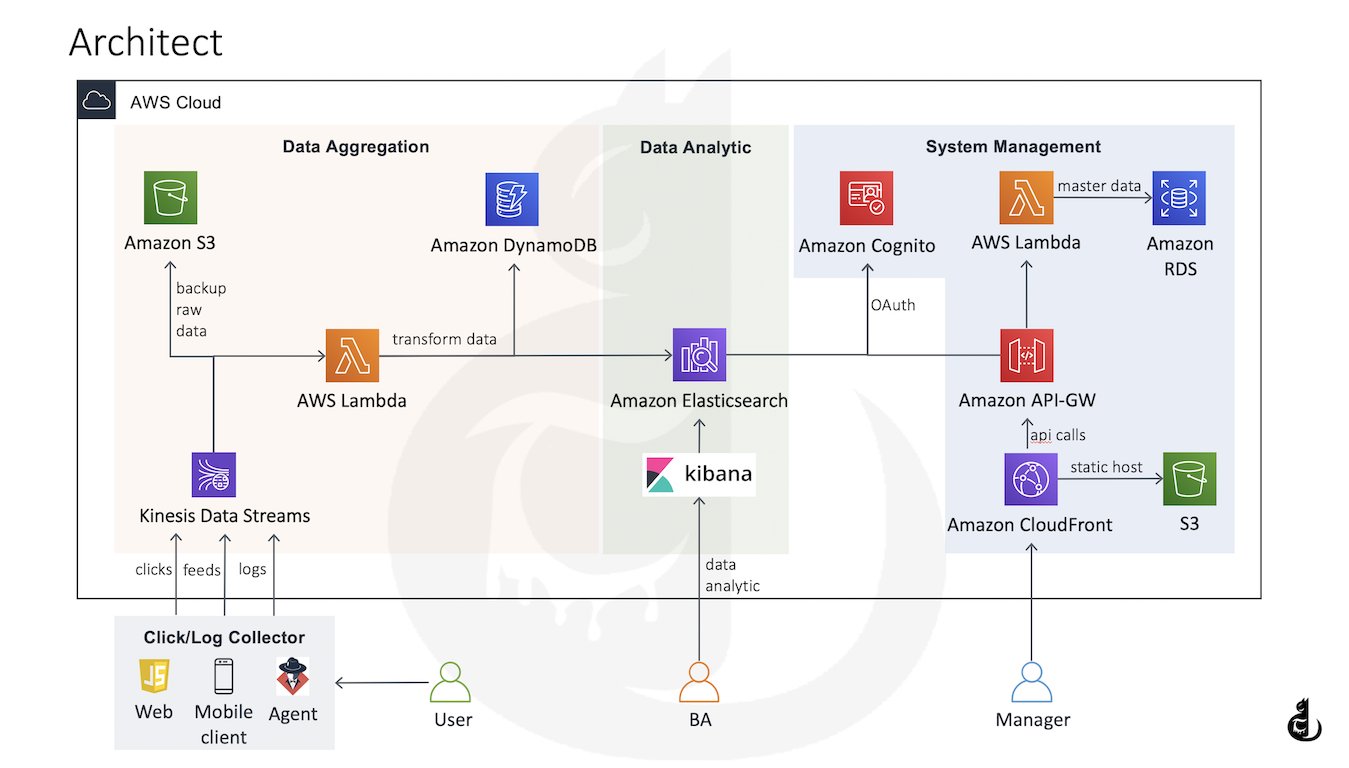 Architect
AWS Cloud
Data Aggregation
Data Analytic
System Management
Amazon S3
Amazon DynamoDB
Amazon Cognito
AWS Lambda
master data
Amazon
RDS
backup
raw
data
OAuth
transform data
AWS Lambda
Amazon Elasticsearch
Amazon API-GW
api calls
kibana
static host
Kinesis Data Streams
Amazon CloudFront
S3
clicks
feeds
logs
data
analytic
Click/Log Collector
JS
Web
Mobile
client
Agent
User
BA
Manager